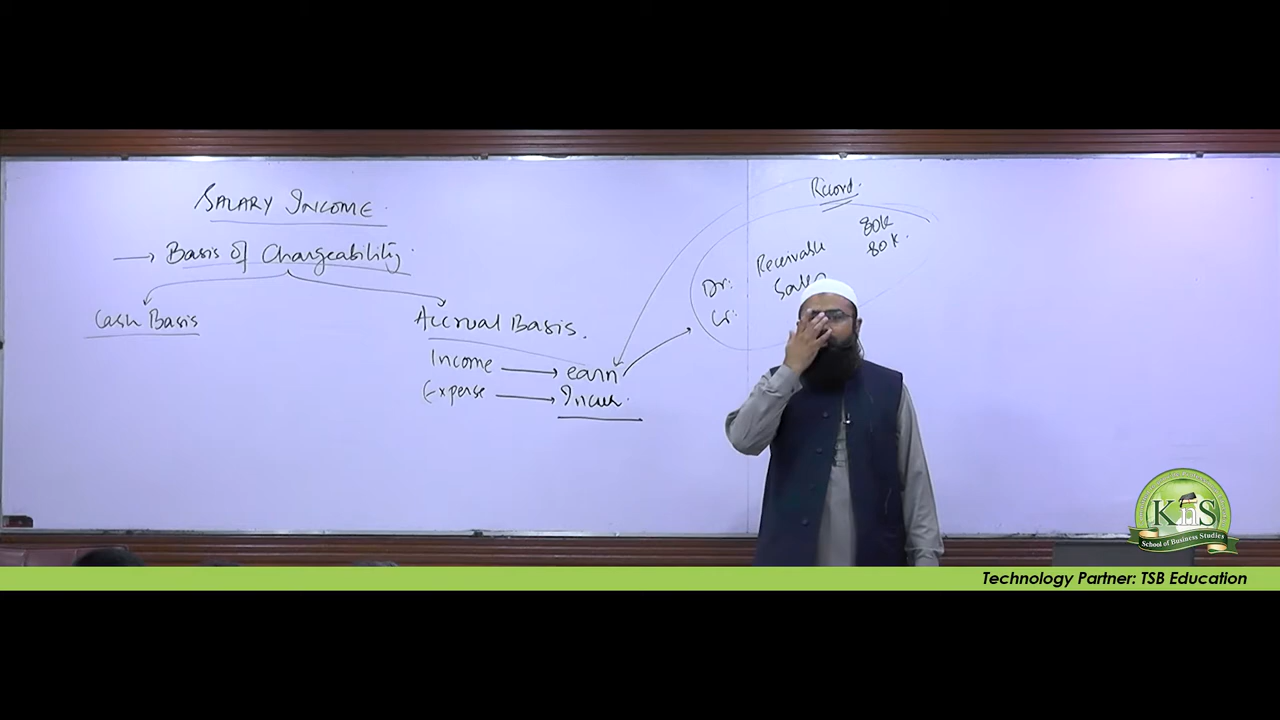 SALARY INCOME
→ Basis of Chargeability
Cash Basis
Accrual Basis.
Income → earn
Expense → Incur.
Record.
Dr: Receivable 80k
Cr: Sales 80k.
KnS
School of Business Studies
Technology Partner: TSB Education